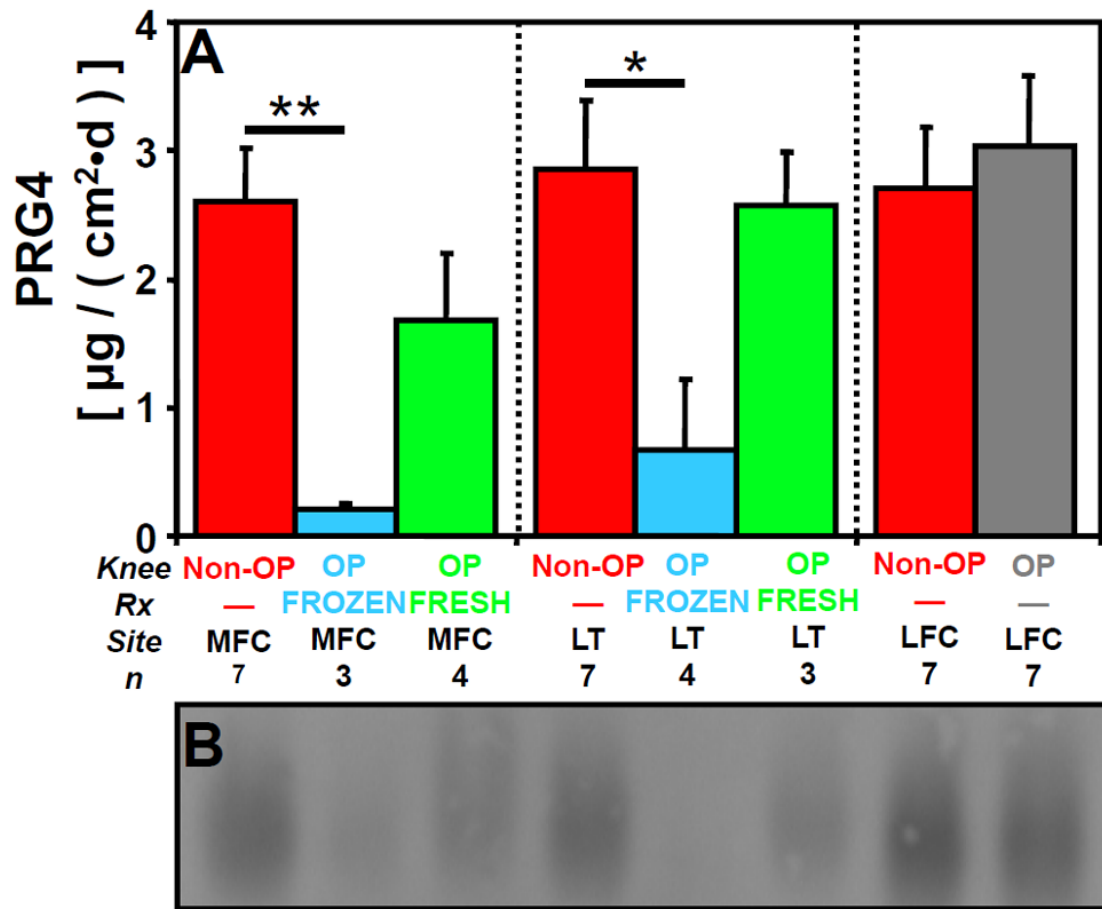 A
PRG4
[ µg / ( cm²•d ) ]
4
3
2
1
0
** *
Knee Non-OP OP OP Non-OP OP OP Non-OP OP
Rx — FROZEN FRESH — FROZEN FRESH — —
Site MFC MFC MFC LT LT LT LFC LFC
n 7 3 4 7 4 3 7 7
B